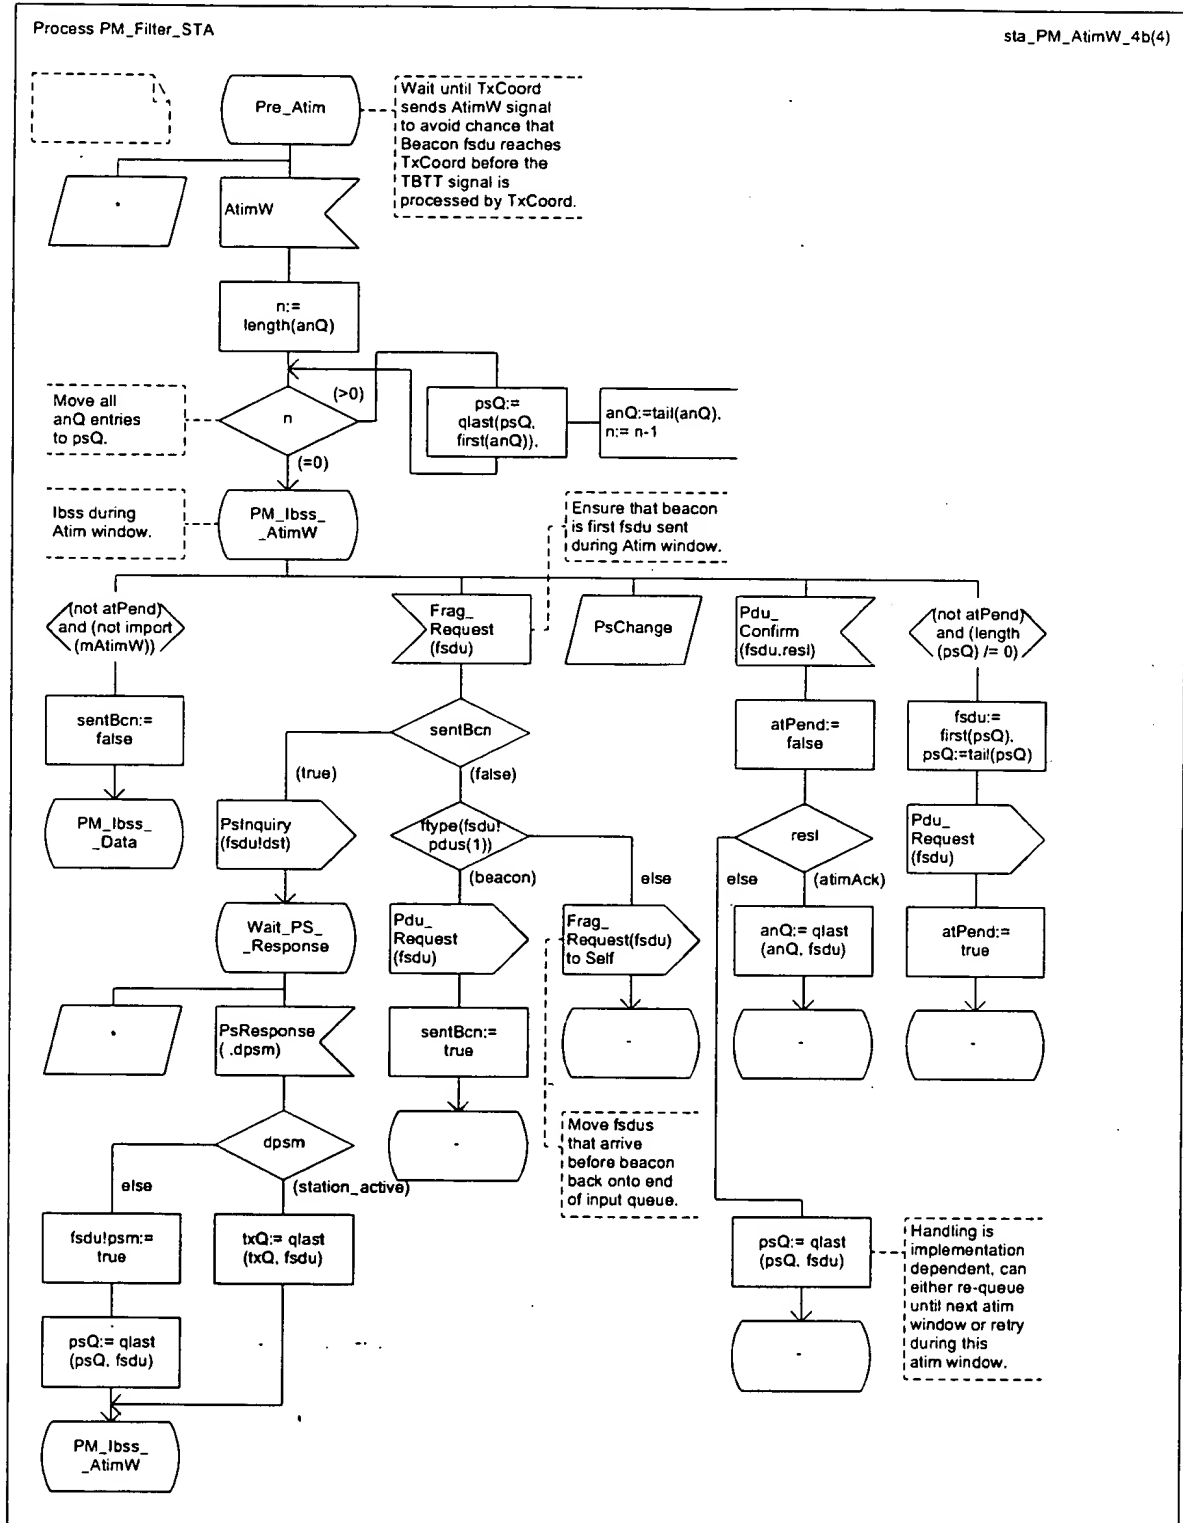 Process PM_Filter_STA
sta_PM_AtimW_4b(4)
Pre_Atim
Wait until TxCoord
sends AtimW signal
to avoid chance that
Beacon fsdu reaches
TxCoord before the
TBTT signal is
processed by TxCoord.
*
AtimW
n:=
length(anQ)
Move all
anQ entries
to psQ.
n
(>0)
(=0)
psQ:=
qlast(psQ,
first(anQ)),
anQ:=tail(anQ),
n:= n-1
Ibss during
Atim window.
PM_Ibss_
_AtimW
Ensure that beacon
is first fsdu sent
during Atim window.
(not atPend)
and (not import
(mAtimW))
Frag_
Request
(fsdu)
PsChange
Pdu_
Confirm
(fsdu,resl)
(not atPend)
and (length
(psQ) /= 0)
sentBcn:=
false
sentBcn
atPend:=
false
fsdu:=
first(psQ),
psQ:=tail(psQ)
(true)
(false)
PM_Ibss_
_Data
PsInquiry
(fsdu!dst)
ftype(fsdu!
pdus(1))
resl
Pdu_
Request
(fsdu)
(beacon)
else
else
(atimAck)
Wait_PS_
_Response
Pdu_
Request
(fsdu)
Frag_
Request(fsdu)
to Self
anQ:= qlast
(anQ, fsdu)
atPend:=
true
*
PsResponse
( ,dpsm)
sentBcn:=
true
-
-
-
dpsm
-
Move fsdus
that arrive
before beacon
back onto end
of input queue.
else
(station_active)
fsdu!psm:=
true
txQ:= qlast
(txQ, fsdu)
psQ:= qlast
(psQ, fsdu)
Handling is
implementation
dependent, can
either re-queue
until next atim
window or retry
during this
atim window.
psQ:= qlast
(psQ, fsdu)
-
PM_Ibss_
_AtimW